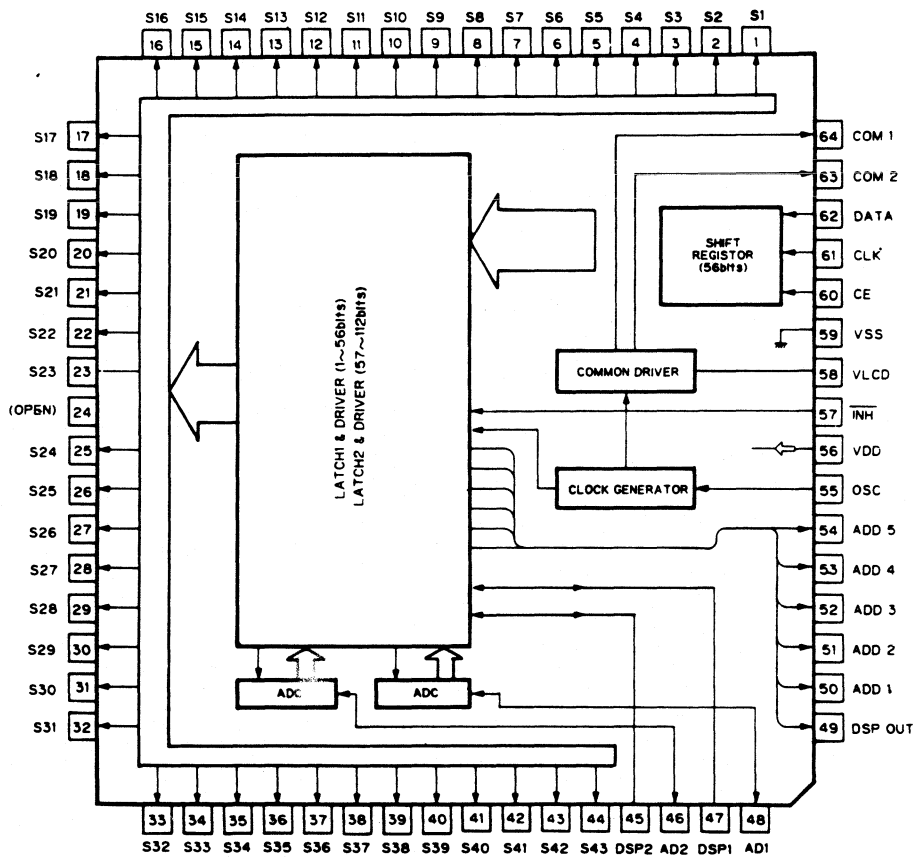 S16 S15 S14 S13 S12 S11 S10 S9 S8 S7 S6 S5 S4 S3 S2 S1
16 15 14 13 12 11 10 9 8 7 6 5 4 3 2 1
S17 17
S18 18
S19 19
S20 20
S21 21
S22 22
S23 23
(OPEN) 24
S24 25
S25 26
S26 27
S27 28
S28 29
S29 30
S30 31
S31 32
LATCH1 & DRIVER (1~56bits)
LATCH2 & DRIVER (57~112bits)
ADC
ADC
SHIFT
REGISTER
(56bits)
COMMON DRIVER
CLOCK GENERATOR
64 COM 1
63 COM 2
62 DATA
61 CLK
60 CE
59 VSS
58 VLCD
57 INH
56 VDD
55 OSC
54 ADD 5
53 ADD 4
52 ADD 3
51 ADD 2
50 ADD 1
49 DSP OUT
33 34 35 36 37 38 39 40 41 42 43 44 45 46 47 48
S32 S33 S34 S35 S36 S37 S38 S39 S40 S41 S42 S43 DSP2 AD2 DSP1 AD1